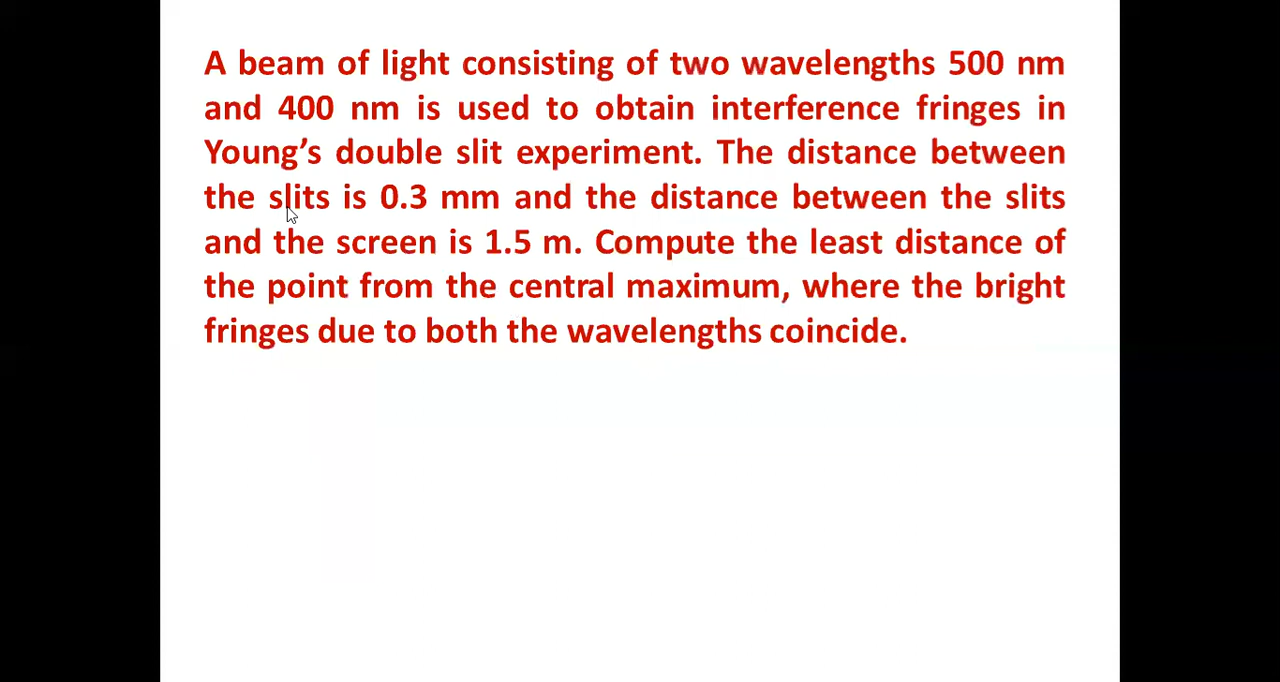 A beam of light consisting of two wavelengths 500 nm
and 400 nm is used to obtain interference fringes in
Young’s double slit experiment. The distance between
the slits is 0.3 mm and the distance between the slits
and the screen is 1.5 m. Compute the least distance of
the point from the central maximum, where the bright
fringes due to both the wavelengths coincide.